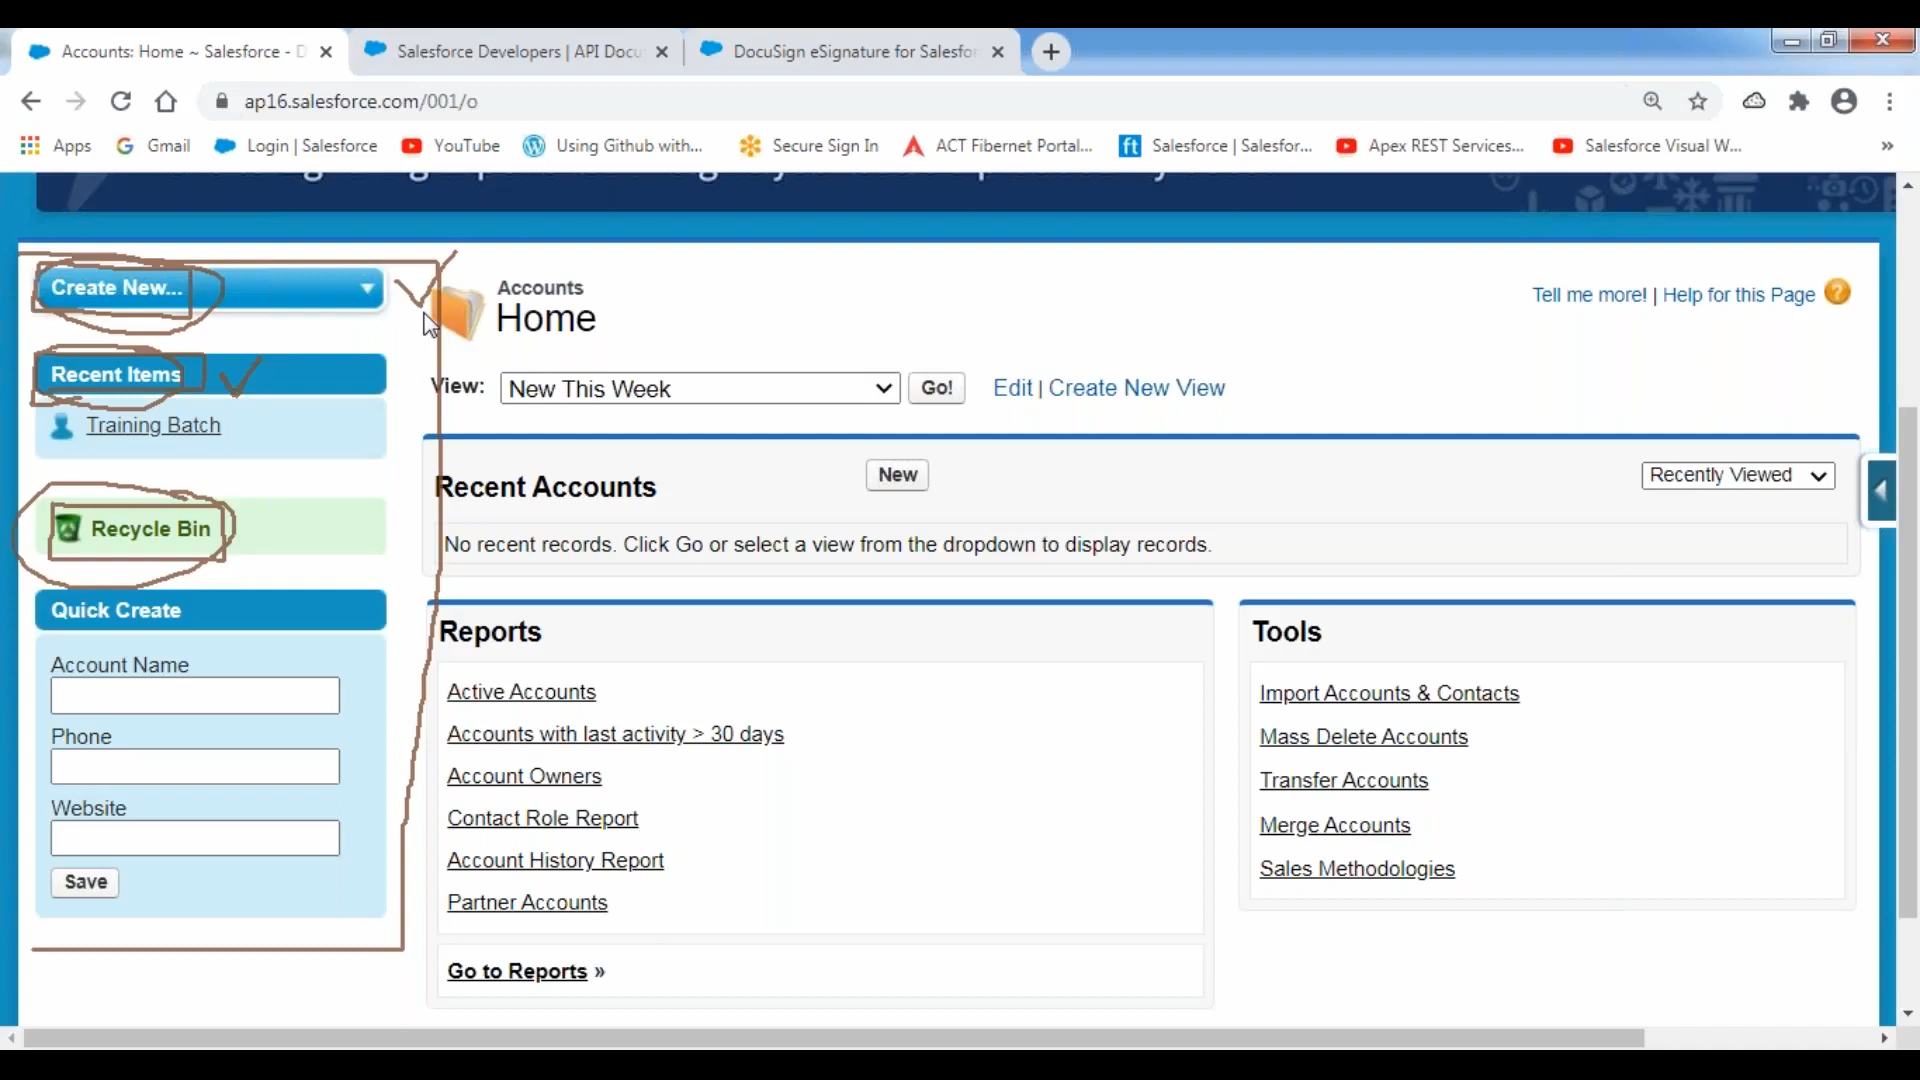 Accounts: Home ~ Salesforce - D
Salesforce Developers | API Docu
DocuSign eSignature for Salesfor
ap16.salesforce.com/001/o
Apps
Gmail
Login | Salesforce
YouTube
Using Github with...
Secure Sign In
ACT Fibernet Portal...
ft
Salesforce | Salesfor...
Apex REST Services...
Salesforce Visual W...
»
Create New...
Recent Items
Training Batch
Recycle Bin
Quick Create
Account Name
Phone
Website
Save
Accounts
Home
Tell me more! | Help for this Page ?
View: New This Week Go! Edit | Create New View
Recent Accounts New Recently Viewed
No recent records. Click Go or select a view from the dropdown to display records.
Reports
Active Accounts
Accounts with last activity > 30 days
Account Owners
Contact Role Report
Account History Report
Partner Accounts
Go to Reports »
Tools
Import Accounts & Contacts
Mass Delete Accounts
Transfer Accounts
Merge Accounts
Sales Methodologies